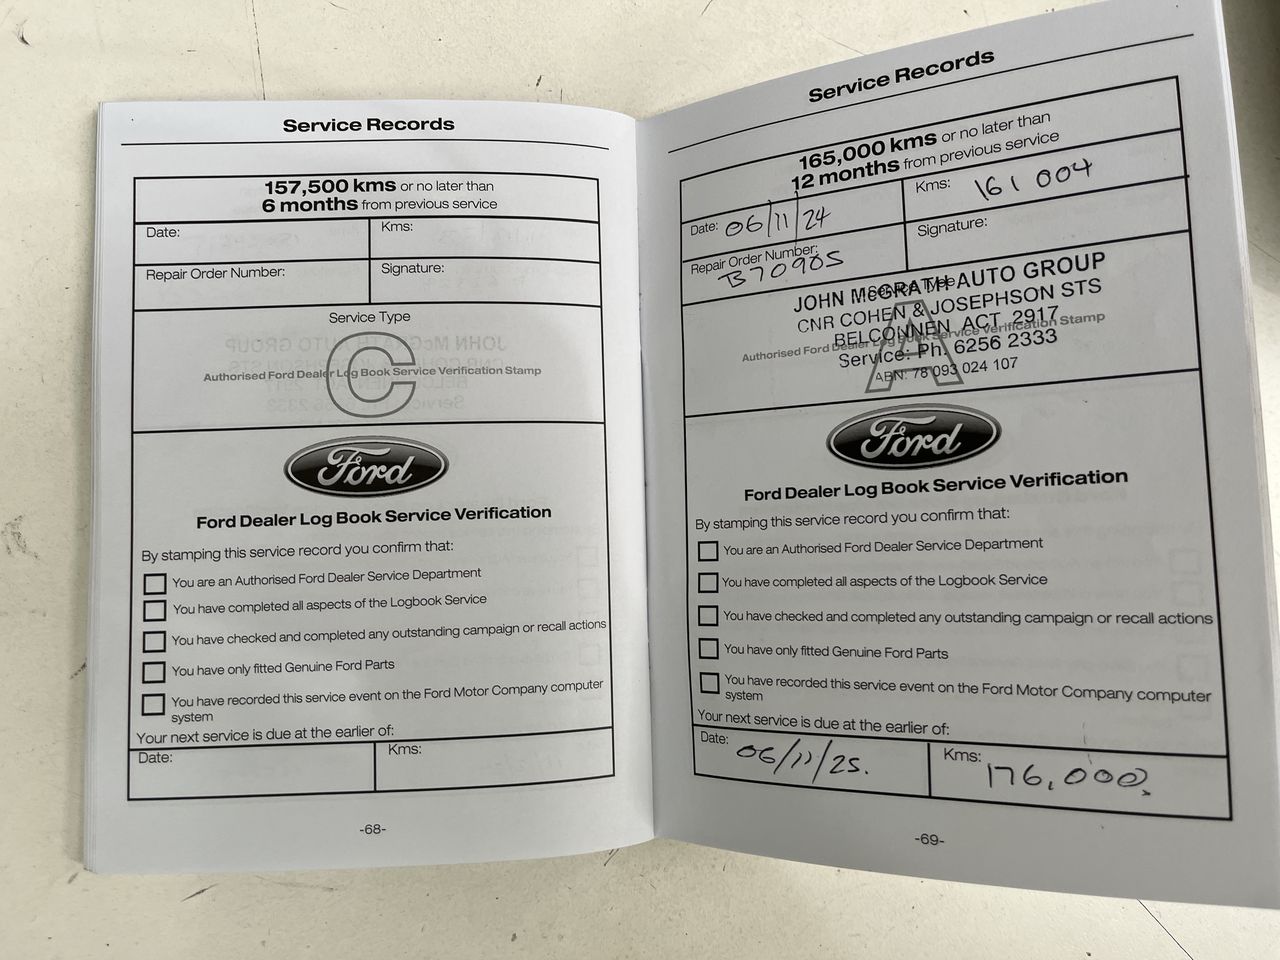 Service Records
157,500 kms or no later than
6 months from previous service
Date:
Kms:
Repair Order Number:
Signature:
Service Type
C
Authorised Ford Dealer Log Book Service Verification Stamp
Ford
Ford Dealer Log Book Service Verification
By stamping this service record you confirm that:
You are an Authorised Ford Dealer Service Department
You have completed all aspects of the Logbook Service
You have checked and completed any outstanding campaign or recall actions
You have only fitted Genuine Ford Parts
You have recorded this service event on the Ford Motor Company computer
system
Your next service is due at the earlier of:
Date:
Kms:
-68-
Service Records
165,000 kms or no later than
12 months from previous service
Date: 06/11/24
Kms: 161 004
Repair Order Number:
B70905
Signature:
Service Type
JOHN McGRATH AUTO GROUP
CNR COHEN & JOSEPHSON STS
BELCONNEN ACT 2917
Service: Ph. 6256 2333
ABN: 78 093 024 107
A
Authorised Ford Dealer Log Book Service Verification Stamp
Ford
Ford Dealer Log Book Service Verification
By stamping this service record you confirm that:
You are an Authorised Ford Dealer Service Department
You have completed all aspects of the Logbook Service
You have checked and completed any outstanding campaign or recall actions
You have only fitted Genuine Ford Parts
You have recorded this service event on the Ford Motor Company computer
system
Your next service is due at the earlier of:
Date: 06/11/25.
Kms: 176,000
-69-